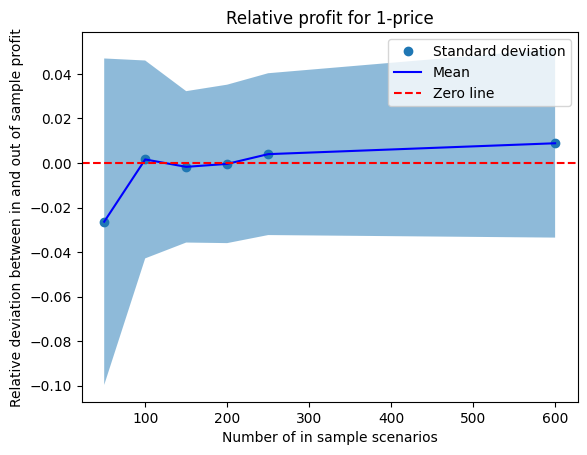 Relative profit for 1-price
Relative deviation between in and out of sample profit
0.04
0.02
0.00
−0.02
−0.04
−0.06
−0.08
−0.10
Standard deviation
Mean
Zero line
100
200
300
400
500
600
Number of in sample scenarios